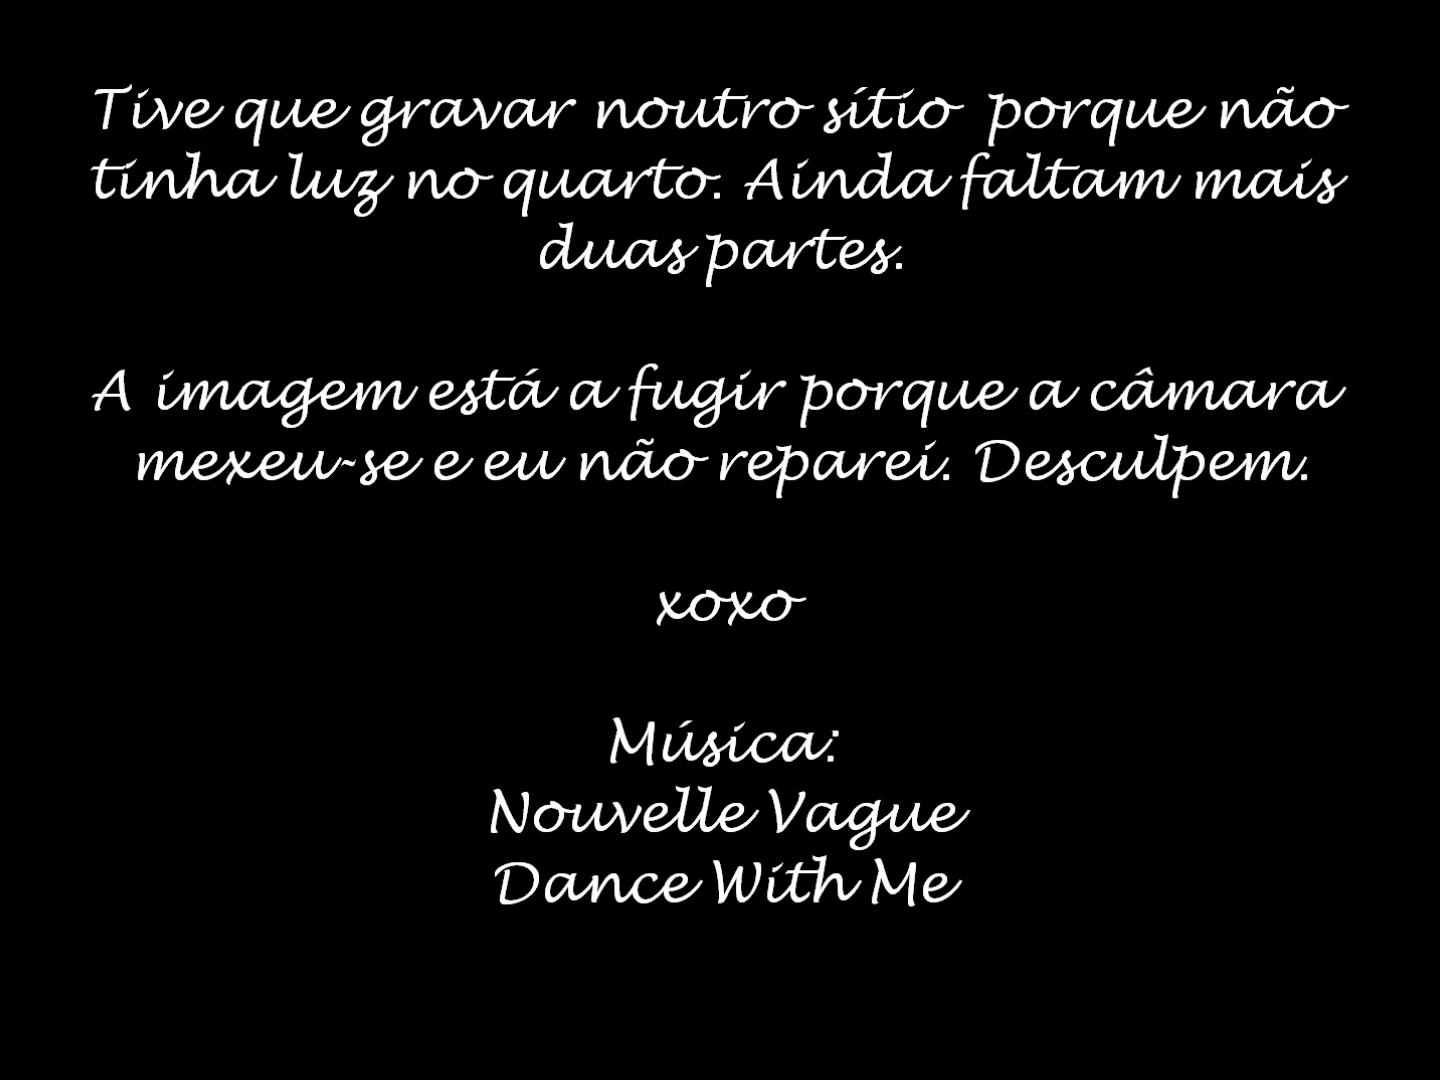 Tive que gravar noutro sítio porque não
tinha luz no quarto. Ainda faltam mais
duas partes.
A imagem está a fugir porque a câmara
mexeu-se e eu não reparei. Desculpem.
xoxo
Música:
Nouvelle Vague
Dance With Me